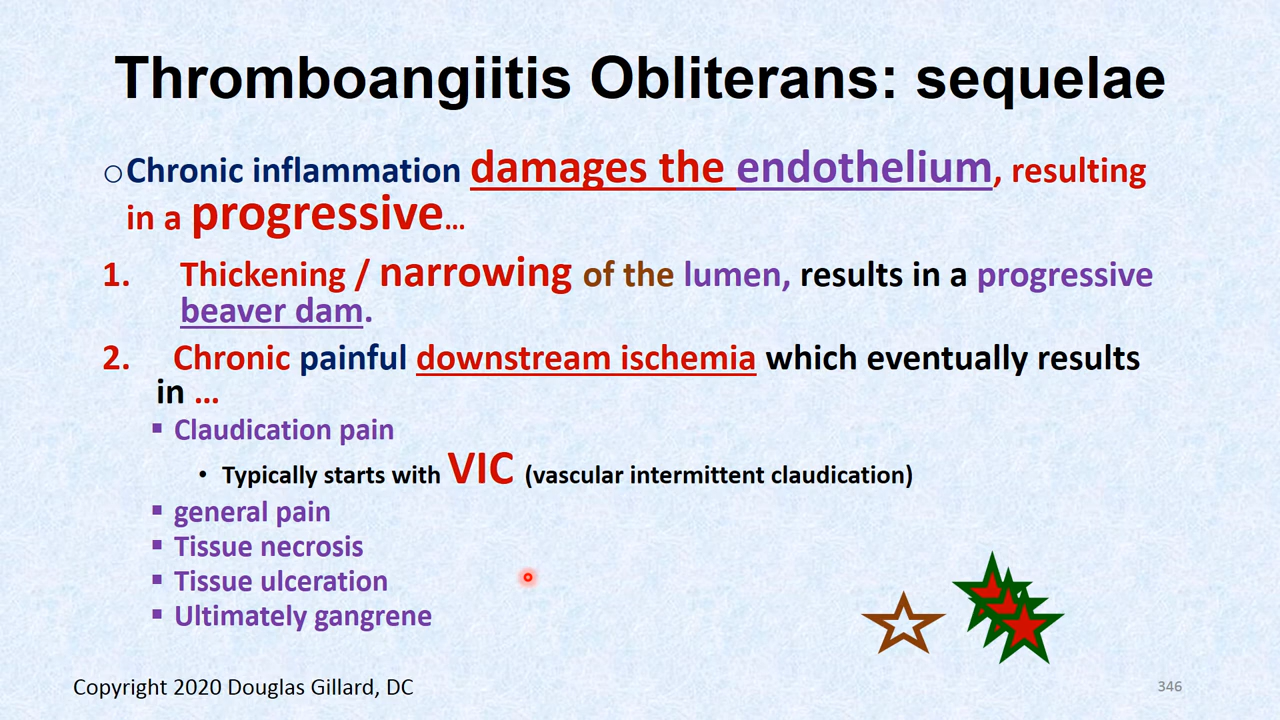 Thromboangiitis Obliterans: sequelae
○Chronic inflammation damages the endothelium, resulting
in a progressive…
1. Thickening / narrowing of the lumen, results in a progressive
beaver dam.
2. Chronic painful downstream ischemia which eventually results
in …
▪ Claudication pain
• Typically starts with VIC (vascular intermittent claudication)
▪ general pain
▪ Tissue necrosis
▪ Tissue ulceration
▪ Ultimately gangrene
Copyright 2020 Douglas Gillard, DC
346